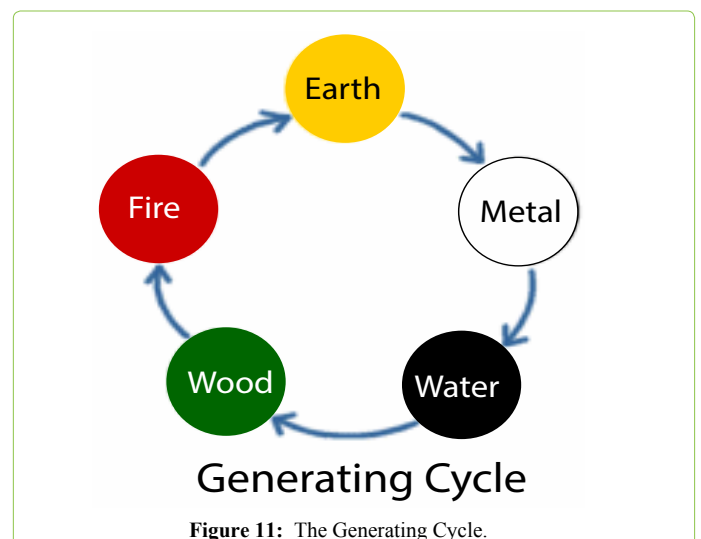 Earth
Fire
Metal
Wood
Water
Generating Cycle
Figure 11: The Generating Cycle.